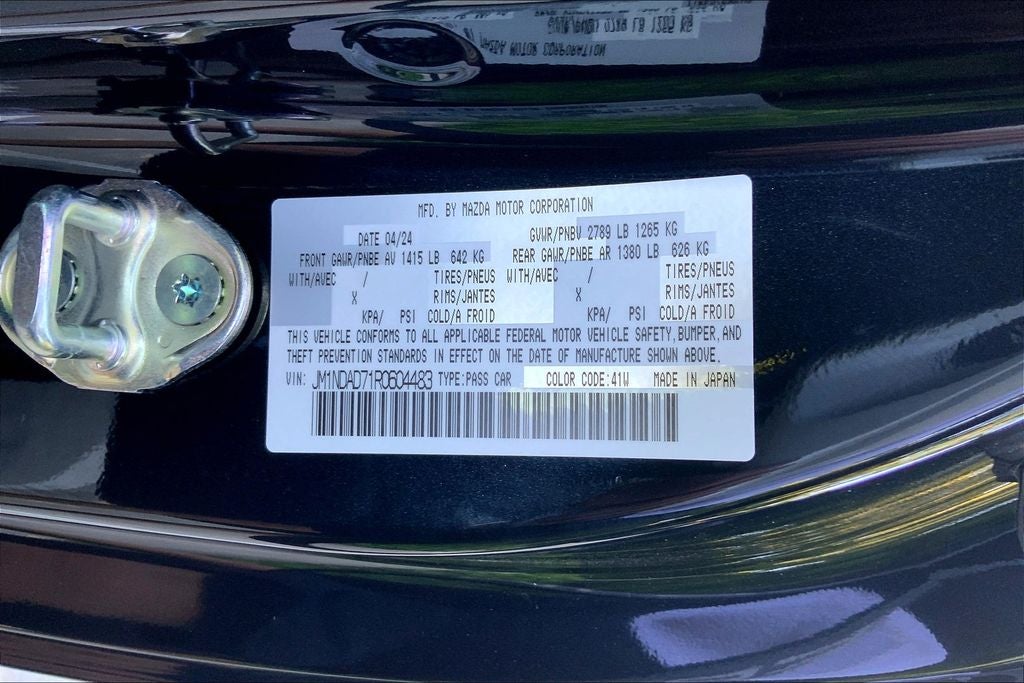 MFD. BY MAZDA MOTOR CORPORATION
DATE 04/24 GVWR/PNBV 2789 LB 1265 KG
FRONT GAWR/PNBE AV 1415 LB 642 KG REAR GAWR/PNBE AR 1380 LB 626 KG
WITH/AVEC / TIRES/PNEUS WITH/AVEC / TIRES/PNEUS
X RIMS/JANTES X RIMS/JANTES
KPA/ PSI COLD/A FROID KPA/ PSI COLD/A FROID
THIS VEHICLE CONFORMS TO ALL APPLICABLE FEDERAL MOTOR VEHICLE SAFETY, BUMPER, AND
THEFT PREVENTION STANDARDS IN EFFECT ON THE DATE OF MANUFACTURE SHOWN ABOVE.
VIN: JM1NDAD71R0604483 TYPE:PASS CAR COLOR CODE:41W MADE IN JAPAN